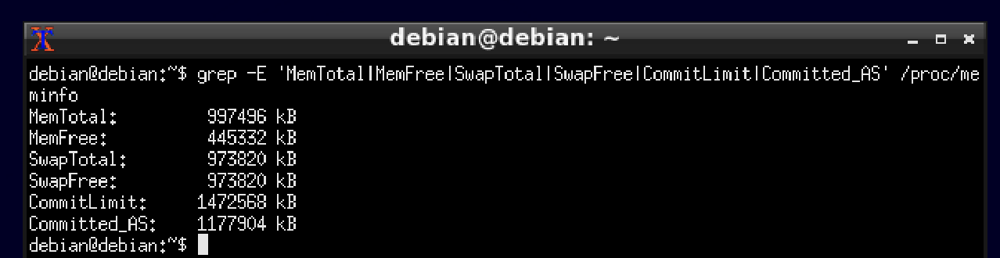 debian@debian: ~
debian@debian:~$ grep -E 'MemTotal|MemFree|SwapTotal|SwapFree|CommitLimit|Committed_AS' /proc/me
minfo
MemTotal:         997496 kB
MemFree:          445332 kB
SwapTotal:        973820 kB
SwapFree:         973820 kB
CommitLimit:     1472568 kB
Committed_AS:    1177904 kB
debian@debian:~$